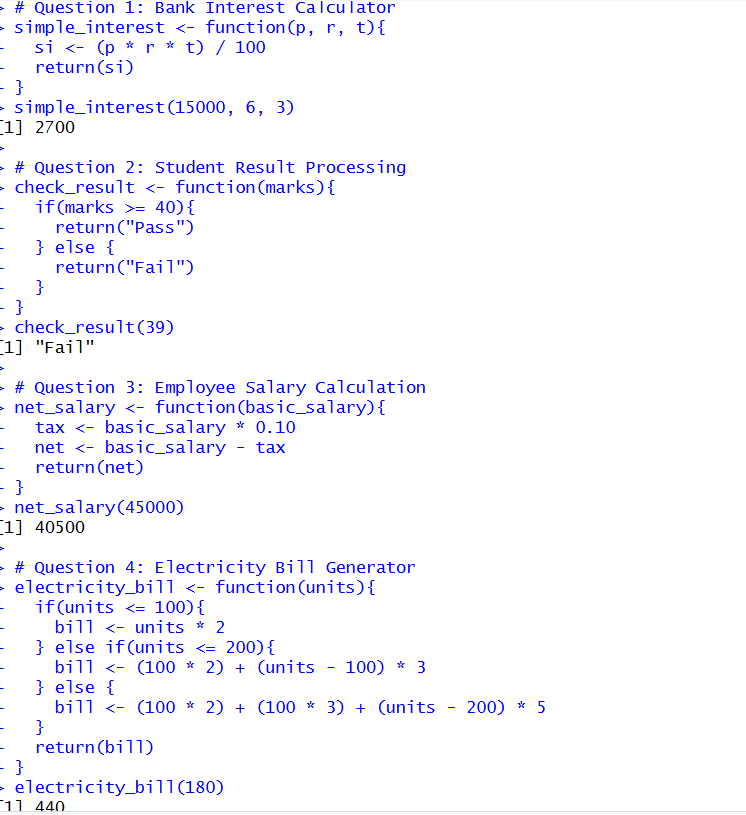 > # Question 1: Bank Interest Calculator
> simple_interest <- function(p, r, t){
+   si <- (p * r * t) / 100
+   return(si)
+ }
> simple_interest(15000, 6, 3)
[1] 2700
>
> # Question 2: Student Result Processing
> check_result <- function(marks){
+   if(marks >= 40){
+     return("Pass")
+   } else {
+     return("Fail")
+   }
+ }
> check_result(39)
[1] "Fail"
>
> # Question 3: Employee Salary Calculation
> net_salary <- function(basic_salary){
+   tax <- basic_salary * 0.10
+   net <- basic_salary - tax
+   return(net)
+ }
> net_salary(45000)
[1] 40500
>
> # Question 4: Electricity Bill Generator
> electricity_bill <- function(units){
+   if(units <= 100){
+     bill <- units * 2
+   } else if(units <= 200){
+     bill <- (100 * 2) + (units - 100) * 3
+   } else {
+     bill <- (100 * 2) + (100 * 3) + (units - 200) * 5
+   }
+   return(bill)
+ }
> electricity_bill(180)
[1] 440